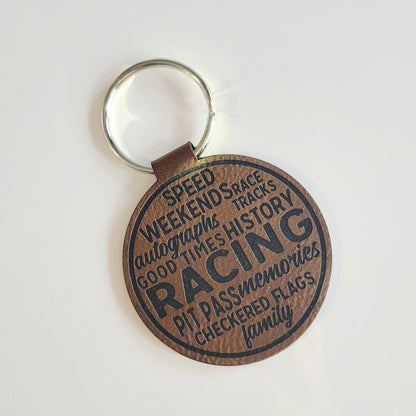 SPEED
WEEKENDS RACE TRACKS
autographs
GOOD TIMES HISTORY
RACING
PIT PASS memories
CHECKERED FLAGS
family